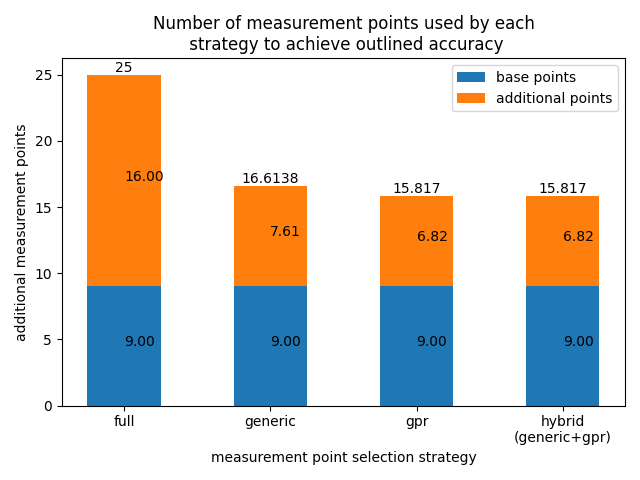 Number of measurement points used by each
strategy to achieve outlined accuracy
base points
additional points
25
16.6138
15.817
15.817
16.00
7.61
6.82
6.82
9.00
9.00
9.00
9.00
additional measurement points
25
20
15
10
5
0
full
generic
gpr
hybrid
(generic+gpr)
measurement point selection strategy